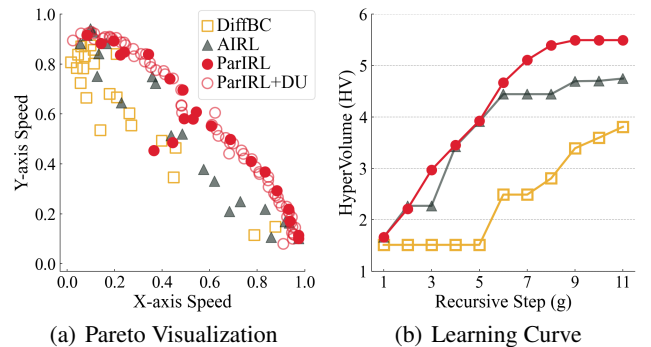 DiffBC
AIRL
ParIRL
ParIRL+DU
1.0
0.8
0.6
0.4
0.2
0.0
Y-axis Speed
0.0 0.2 0.4 0.6 0.8 1.0
X-axis Speed
(a) Pareto Visualization
6
5
4
3
2
1
HyperVolume (HV)
1 3 5 7 9 11
Recursive Step (g)
(b) Learning Curve